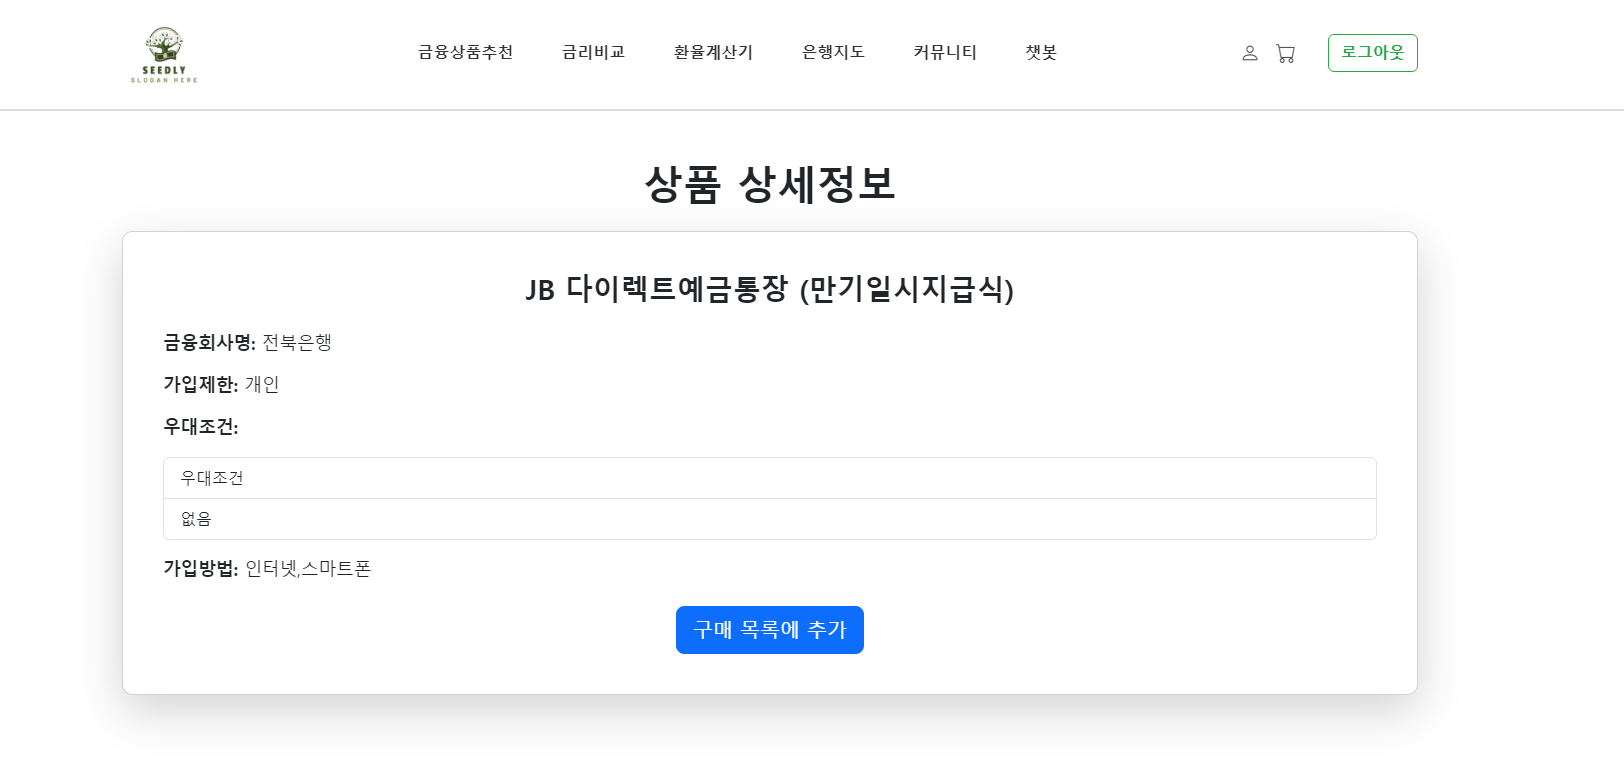 SEEDLY
SLOGAN HERE
금융상품추천 금리비교 환율계산기 은행지도 커뮤니티 챗봇 로그아웃
상품 상세정보
JB 다이렉트예금통장 (만기일시지급식)
금융회사명: 전북은행
가입제한: 개인
우대조건:
우대조건
없음
가입방법: 인터넷,스마트폰
구매 목록에 추가